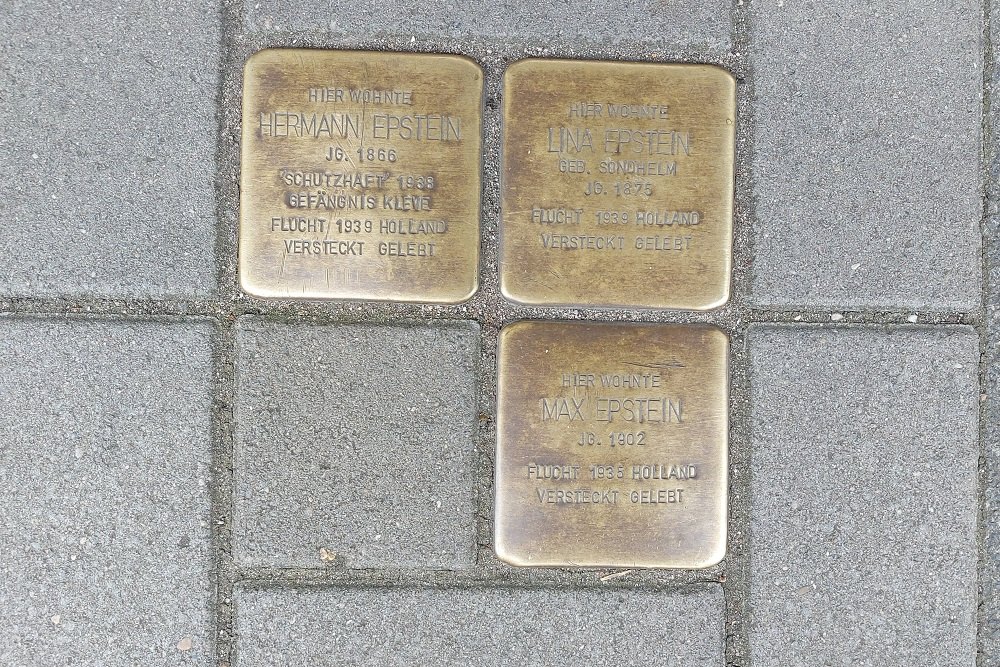 HIER WOHNTE
HERMANN EPSTEIN
JG. 1866
"SCHUTZHAFT" 1938
GEFÄNGNIS KLEVE
FLUCHT 1939 HOLLAND
VERSTECKT GELEBT
HIER WOHNTE
LINA EPSTEIN
GEB. SONDHELM
JG. 1875
FLUCHT 1939 HOLLAND
VERSTECKT GELEBT
HIER WOHNTE
MAX EPSTEIN
JG. 1902
FLUCHT 1935 HOLLAND
VERSTECKT GELEBT